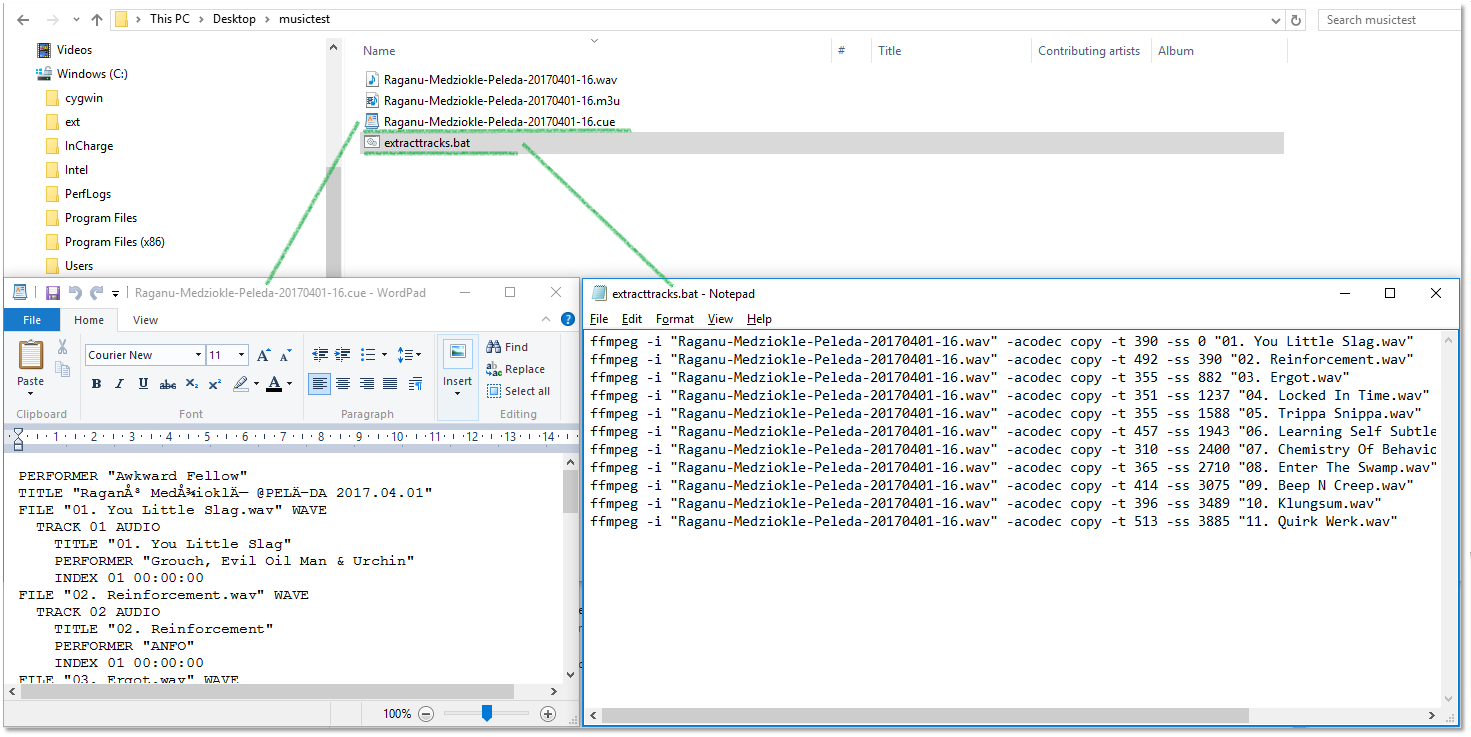 This PC
Desktop
musictest
Search musictest
Videos
Windows (C:)
cygwin
ext
InCharge
Intel
PerfLogs
Program Files
Program Files (x86)
Users
Name
#
Title
Contributing artists
Album
Raganu-Medziokle-Peleda-20170401-16.wav
Raganu-Medziokle-Peleda-20170401-16.m3u
Raganu-Medziokle-Peleda-20170401-16.cue
extracttracks.bat
Raganu-Medziokle-Peleda-20170401-16.cue - WordPad
File Home View
Paste
Clipboard
Courier New 11
B I U abc X₂ X² A
Font
Paragraph
Insert
Find
Replace
Select all
Editing
1 2 3 4 5 6 7 8 9 10 11 12 13 14
PERFORMER "Awkward Fellow"
TITLE "RaganÅ³ MedÅ¾ioklÄ— @PELÄ–DA 2017.04.01"
FILE "01. You Little Slag.wav" WAVE
TRACK 01 AUDIO
TITLE "01. You Little Slag"
PERFORMER "Grouch, Evil Oil Man & Urchin"
INDEX 01 00:00:00
FILE "02. Reinforcement.wav" WAVE
TRACK 02 AUDIO
TITLE "02. Reinforcement"
PERFORMER "ANFO"
INDEX 01 00:00:00
FILE "03. Ergot.wav" WAVE
100%
extracttracks.bat - Notepad
File Edit Format View Help
ffmpeg -i "Raganu-Medziokle-Peleda-20170401-16.wav" -acodec copy -t 390 -ss 0 "01. You Little Slag.wav"
ffmpeg -i "Raganu-Medziokle-Peleda-20170401-16.wav" -acodec copy -t 492 -ss 390 "02. Reinforcement.wav"
ffmpeg -i "Raganu-Medziokle-Peleda-20170401-16.wav" -acodec copy -t 355 -ss 882 "03. Ergot.wav"
ffmpeg -i "Raganu-Medziokle-Peleda-20170401-16.wav" -acodec copy -t 351 -ss 1237 "04. Locked In Time.wav"
ffmpeg -i "Raganu-Medziokle-Peleda-20170401-16.wav" -acodec copy -t 355 -ss 1588 "05. Trippa Snippa.wav"
ffmpeg -i "Raganu-Medziokle-Peleda-20170401-16.wav" -acodec copy -t 457 -ss 1943 "06. Learning Self Subtle
ffmpeg -i "Raganu-Medziokle-Peleda-20170401-16.wav" -acodec copy -t 310 -ss 2400 "07. Chemistry Of Behavic
ffmpeg -i "Raganu-Medziokle-Peleda-20170401-16.wav" -acodec copy -t 365 -ss 2710 "08. Enter The Swamp.wav"
ffmpeg -i "Raganu-Medziokle-Peleda-20170401-16.wav" -acodec copy -t 414 -ss 3075 "09. Beep N Creep.wav"
ffmpeg -i "Raganu-Medziokle-Peleda-20170401-16.wav" -acodec copy -t 396 -ss 3489 "10. Klungsum.wav"
ffmpeg -i "Raganu-Medziokle-Peleda-20170401-16.wav" -acodec copy -t 513 -ss 3885 "11. Quirk Werk.wav"